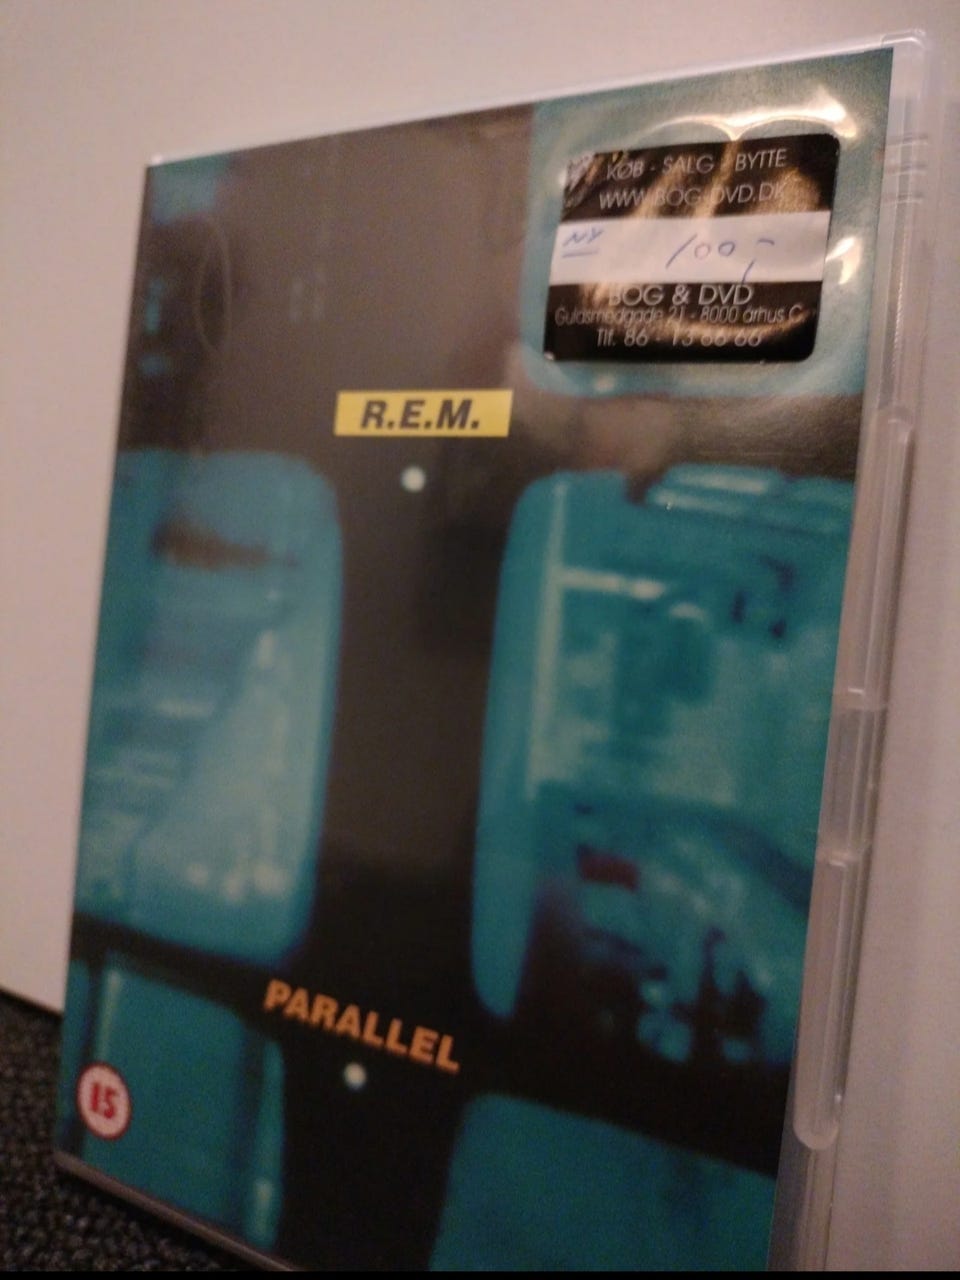 KØB - SALG - BYTTE
WWW.BOG-DVD.DK
NY 100,-
BOG & DVD
Guldsmedgade 21 - 8000 århus C.
Tlf. 86 - 13 66 66
R.E.M.
PARALLEL
15